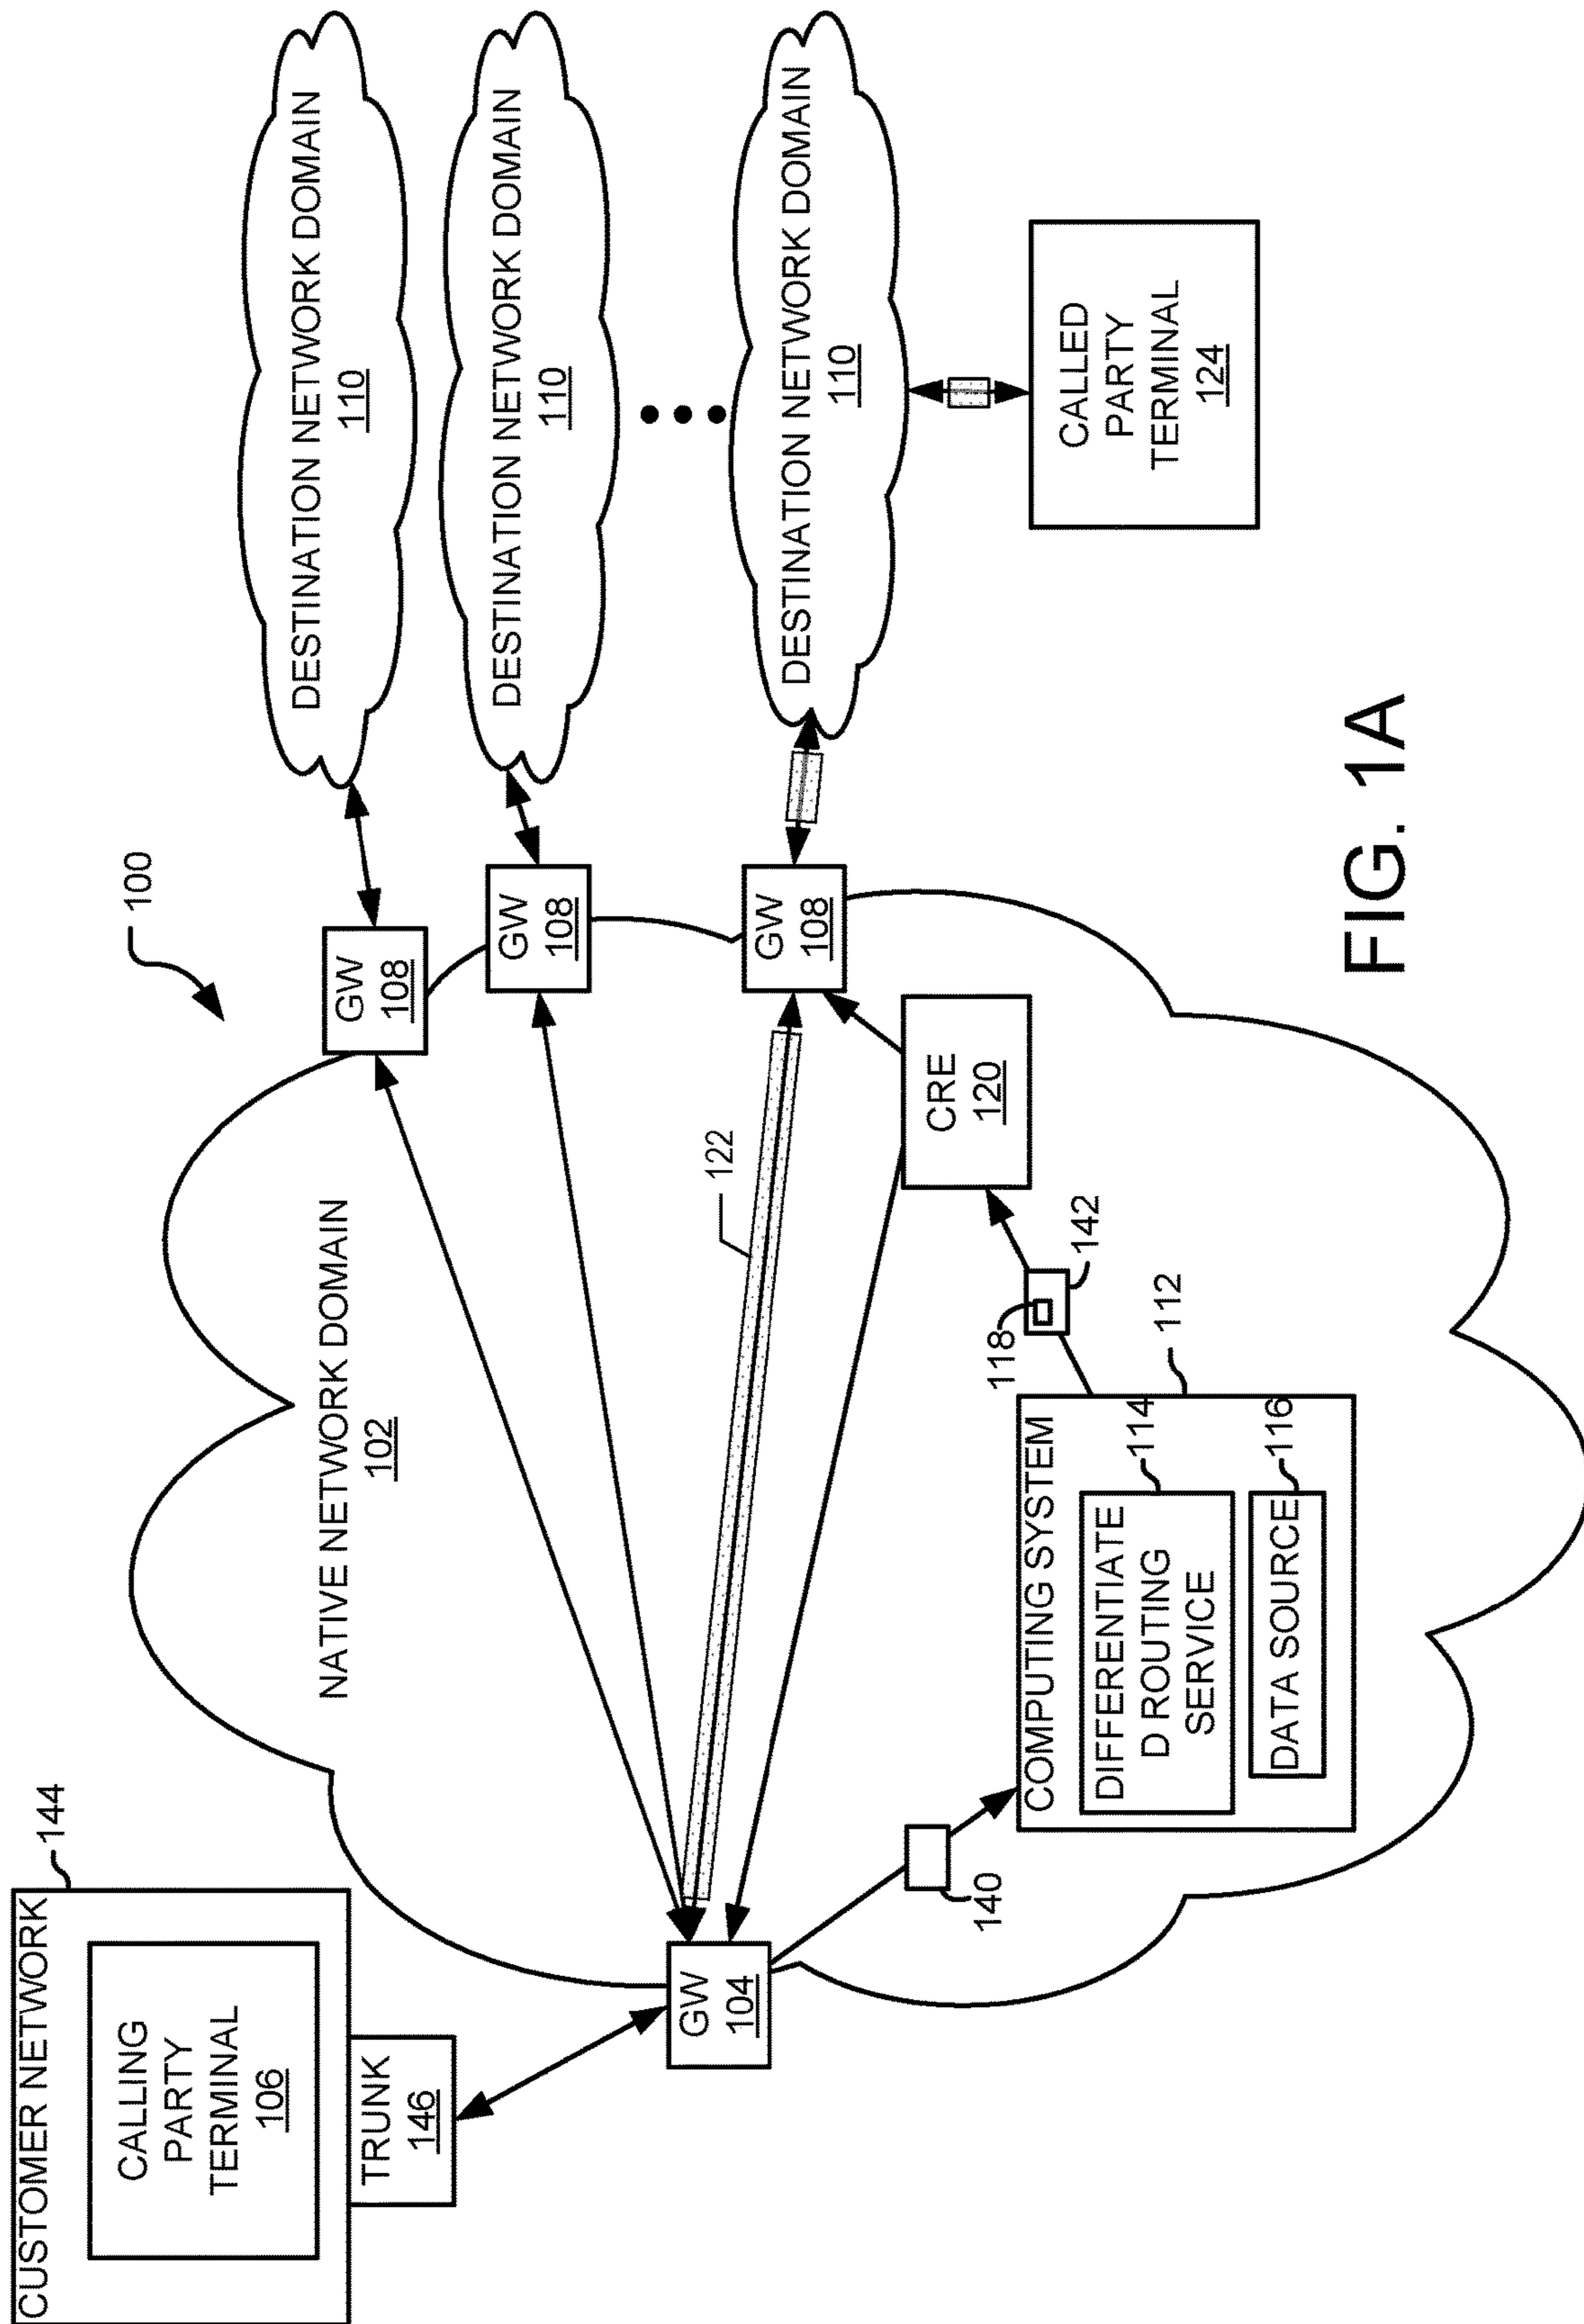 CUSTOMER NETWORK
144
CALLING
PARTY
TERMINAL
106
TRUNK
146
100
NATIVE NETWORK DOMAIN
102
GW
104
GW
108
GW
108
GW
108
DESTINATION NETWORK DOMAIN
110
DESTINATION NETWORK DOMAIN
110
DESTINATION NETWORK DOMAIN
110
122
CRE
120
118
142
140
COMPUTING SYSTEM
112
DIFFERENTIATE
D ROUTING
SERVICE
114
DATA SOURCE
116
CALLED
PARTY
TERMINAL
124
FIG. 1A